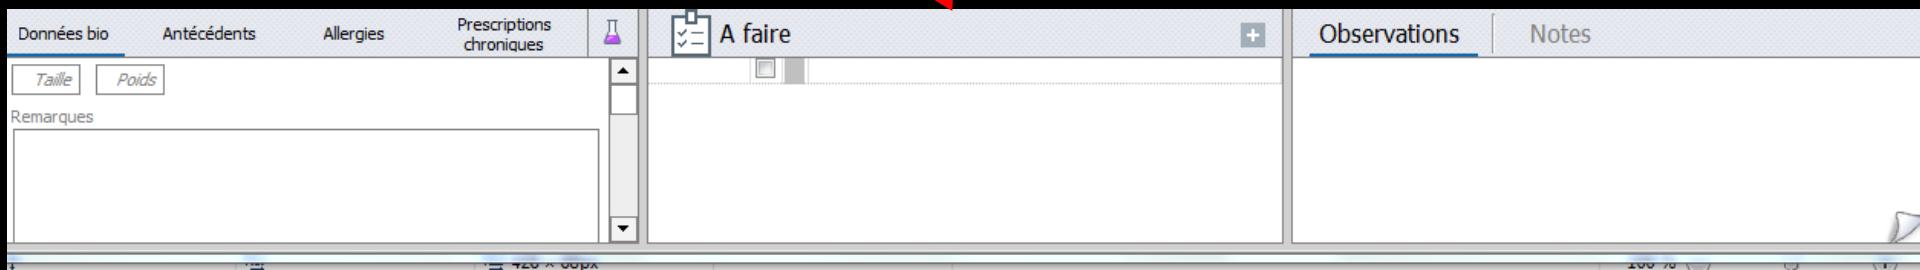 Données bio
Antécédents
Allergies
Prescriptions
chroniques
A faire
Observations
Notes
Taille
Poids
Remarques